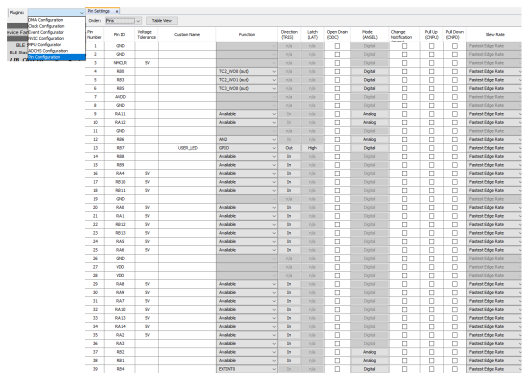 Plugins:
DMA Configuration
Clock Configuration
Event Configurator
NVIC Configuration
MPU Configurator
ADCHS Configuration
Pin Configuration
vice Fam
BLE
Pin Settings
Order: Pins Table View
Pin Number Pin ID Voltage Tolerance Custom Name Function Direction (TRIS) Latch (LAT) Open Drain (ODC) Mode (ANSEL) Change Notification Pull Up (CNPU) Pull Down (CNPD) Slew Rate
1 GND n/a n/a Digital Fastest Edge Rate
2 GND n/a n/a Digital Fastest Edge Rate
3 NMCLR 5V n/a n/a Digital Fastest Edge Rate
4 RB8 TC2_WO0 (out) n/a n/a Digital Fastest Edge Rate
5 RB3 TC2_WO1 (out) n/a n/a Digital Fastest Edge Rate
6 RB5 TC3_WO0 (out) n/a n/a Digital Fastest Edge Rate
7 AVDD n/a n/a Digital Fastest Edge Rate
8 GND n/a n/a Digital Fastest Edge Rate
9 RA11 Available In n/a Analog Fastest Edge Rate
10 RA12 Available In n/a Analog Fastest Edge Rate
11 GND n/a n/a Digital Fastest Edge Rate
12 RB6 AN2 In n/a Digital Fastest Edge Rate
13 RB7 USER_LED GPIO Out High Digital Fastest Edge Rate
14 RB8 Available In n/a Digital Fastest Edge Rate
15 RB9 Available In n/a Digital Fastest Edge Rate
16 RA4 5V Available In n/a Digital Fastest Edge Rate
17 RB10 5V Available In n/a Digital Fastest Edge Rate
18 RB11 5V Available In n/a Digital Fastest Edge Rate
19 GND n/a n/a Digital Fastest Edge Rate
20 RA0 5V Available In n/a Digital Fastest Edge Rate
21 RA1 5V Available In n/a Digital Fastest Edge Rate
22 RB12 5V Available In n/a Digital Fastest Edge Rate
23 RB13 5V Available In n/a Digital Fastest Edge Rate
24 RA5 5V Available In n/a Digital Fastest Edge Rate
25 RA6 5V Available In n/a Digital Fastest Edge Rate
26 GND n/a n/a Digital Fastest Edge Rate
27 VDD n/a n/a Digital Fastest Edge Rate
28 VDD n/a n/a Digital Fastest Edge Rate
29 RA8 5V Available In n/a Digital Fastest Edge Rate
30 RA9 5V Available In n/a Digital Fastest Edge Rate
31 RA7 5V Available In n/a Digital Fastest Edge Rate
32 RA10 5V Available In n/a Digital Fastest Edge Rate
33 RA13 5V Available In n/a Digital Fastest Edge Rate
34 RA14 5V Available In n/a Digital Fastest Edge Rate
35 RA2 5V Available In n/a Digital Fastest Edge Rate
36 RA3 Available In n/a Digital Fastest Edge Rate
37 RB2 Available In n/a Analog Fastest Edge Rate
38 RB1 Available In n/a Analog Fastest Edge Rate
39 RB4 EXTINT0 In n/a Digital Fastest Edge Rate